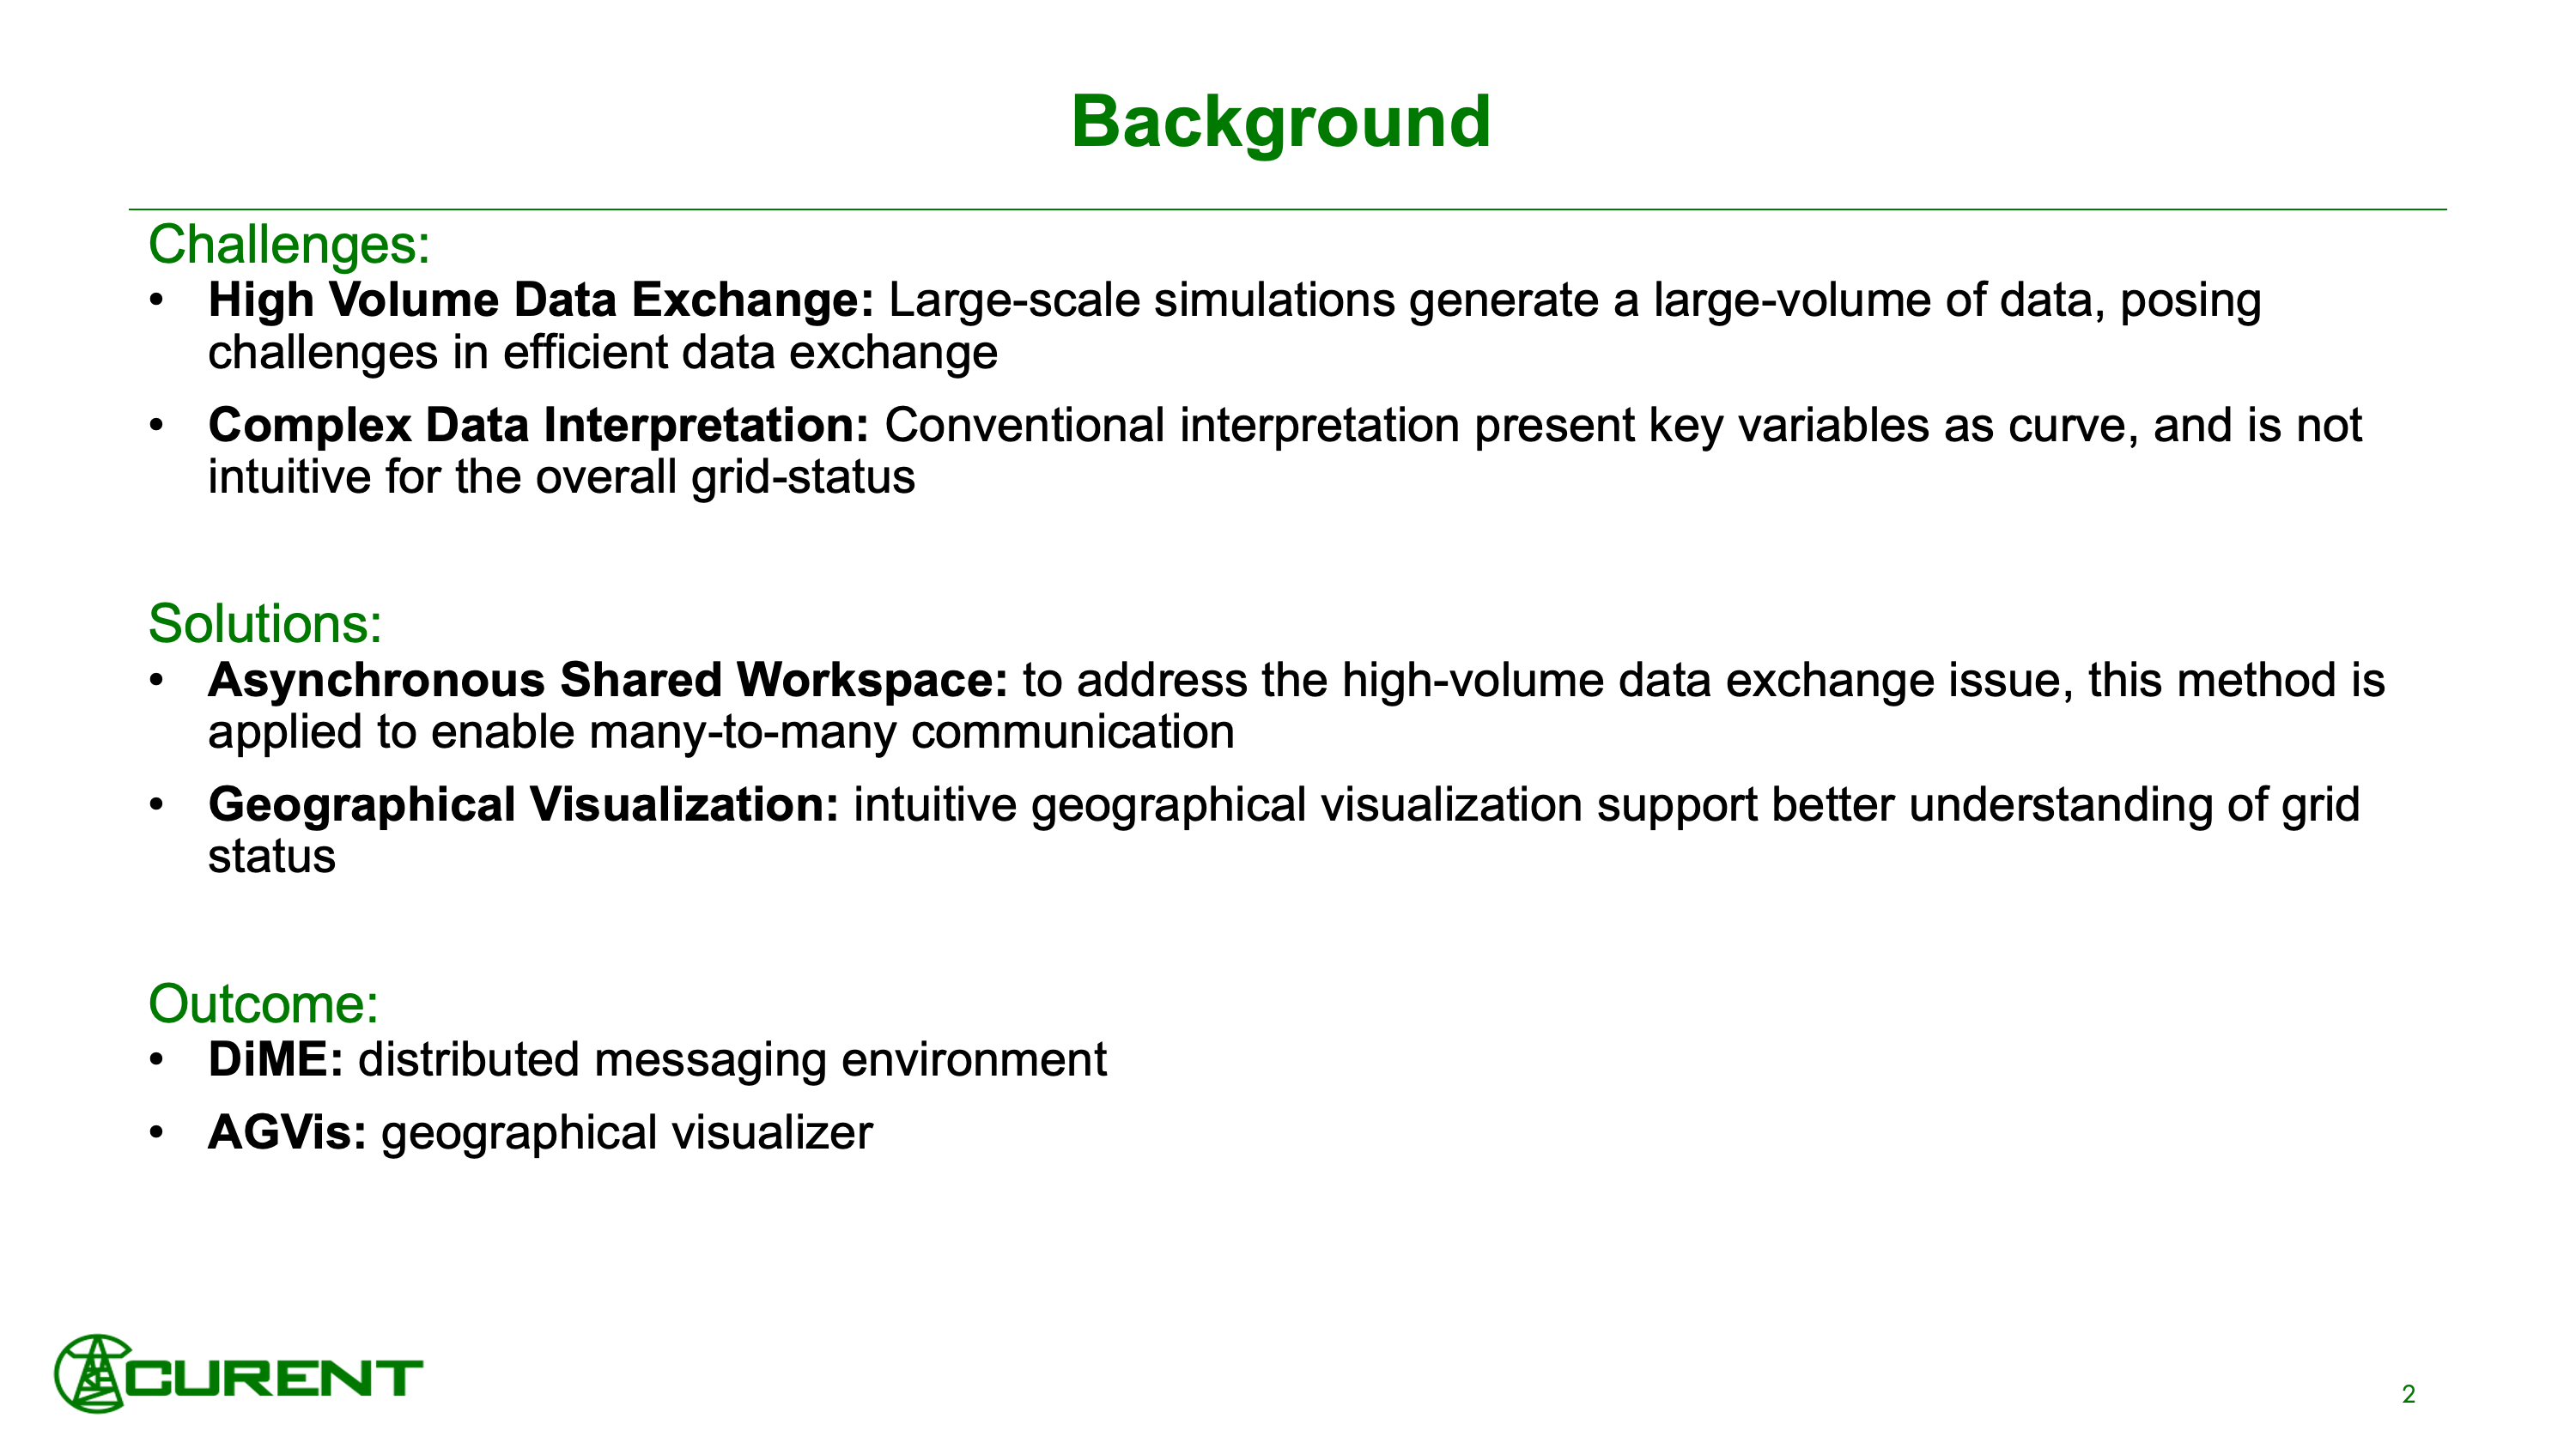 Background
Challenges:
• High Volume Data Exchange: Large-scale simulations generate a large-volume of data, posing
challenges in efficient data exchange
• Complex Data Interpretation: Conventional interpretation present key variables as curve, and is not
intuitive for the overall grid-status
Solutions:
• Asynchronous Shared Workspace: to address the high-volume data exchange issue, this method is
applied to enable many-to-many communication
• Geographical Visualization: intuitive geographical visualization support better understanding of grid
status
Outcome:
• DiME: distributed messaging environment
• AGVis: geographical visualizer
CURENT
2